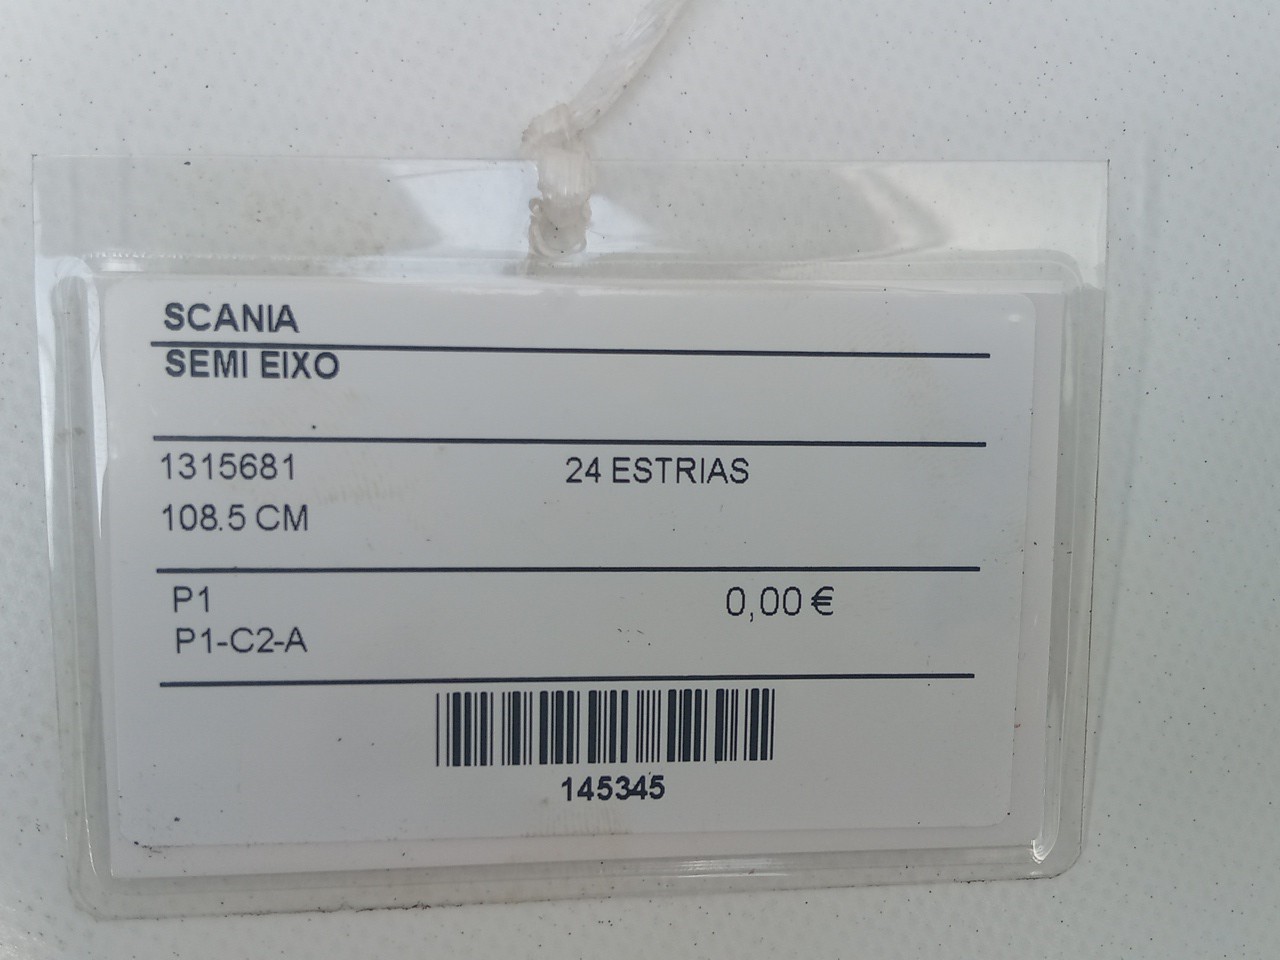 SCANIA
SEMI EIXO
1315681 24 ESTRIAS
108.5 CM
P1 0,00 €
P1-C2-A
145345